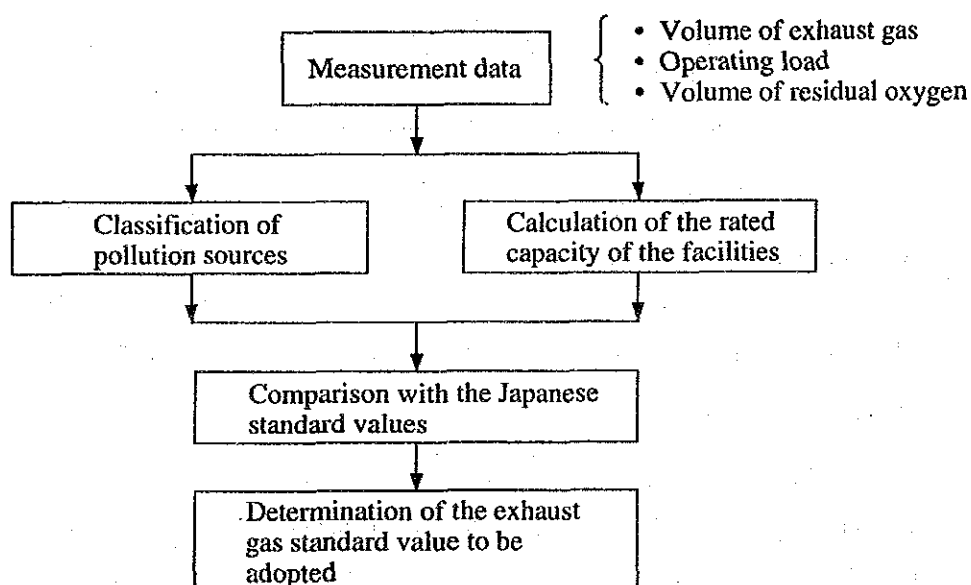 Measurement data
• Volume of exhaust gas
• Operating load
• Volume of residual oxygen
Classification of
pollution sources
Calculation of the rated
capacity of the facilities
Comparison with the Japanese
standard values
Determination of the exhaust
gas standard value to be
adopted